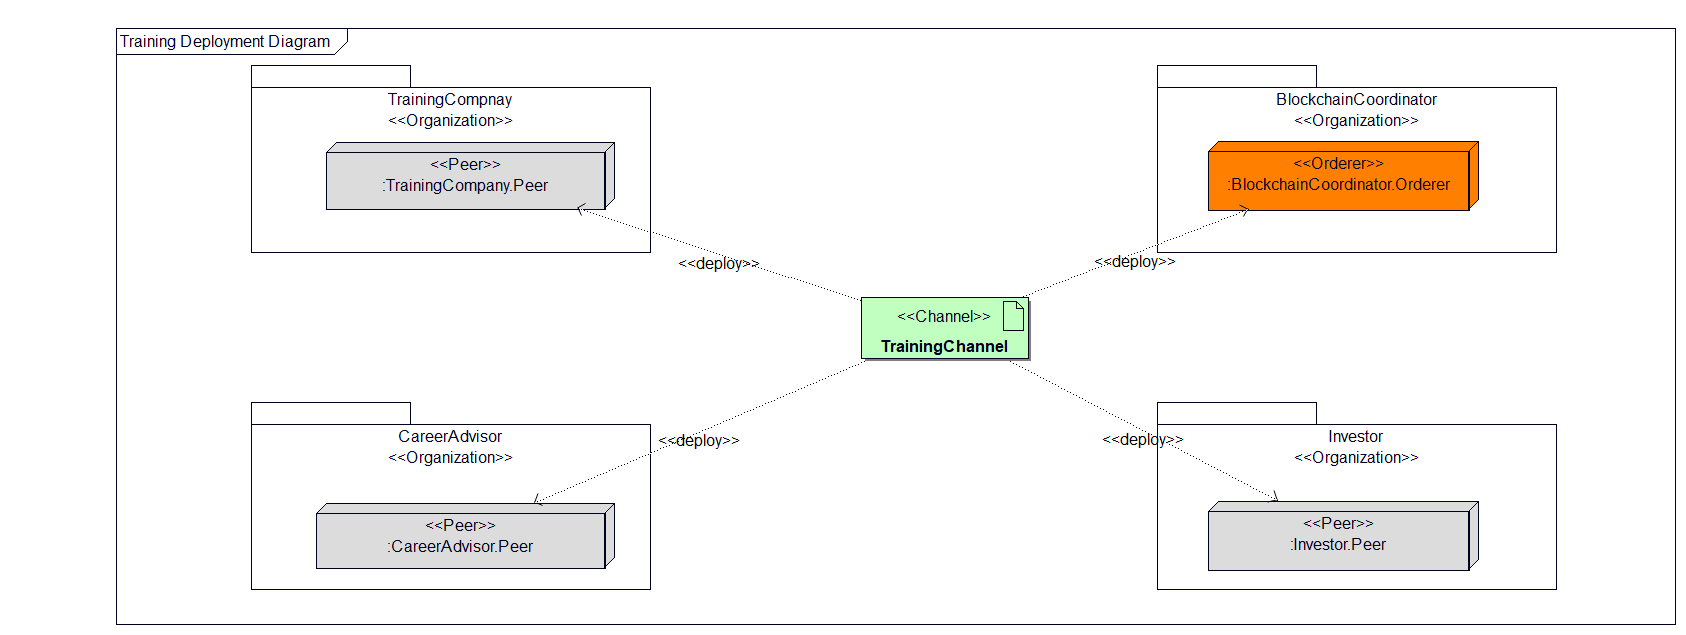 Training Deployment Diagram
TrainingCompnay
<<Organization>>
<<Peer>>
:TrainingCompany.Peer
BlockchainCoordinator
<<Organization>>
<<Orderer>>
:BlockchainCoordinator.Orderer
<<deploy>>
<<deploy>>
<<Channel>>
TrainingChannel
<<deploy>>
<<deploy>>
CareerAdvisor
<<Organization>>
<<Peer>>
:CareerAdvisor.Peer
Investor
<<Organization>>
<<Peer>>
:Investor.Peer